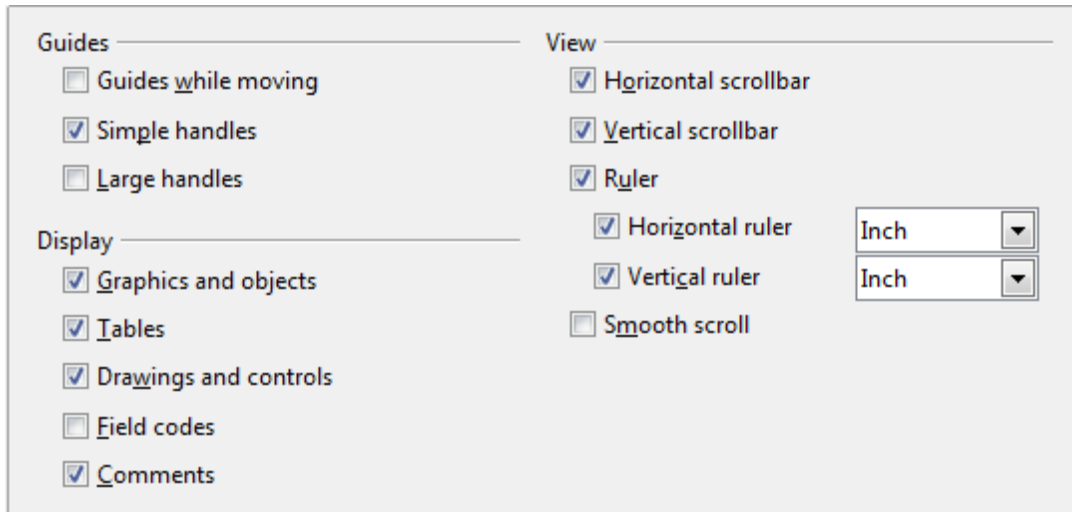 Guides
Guides while moving
Simple handles
Large handles
Display
Graphics and objects
Tables
Drawings and controls
Field codes
Comments
View
Horizontal scrollbar
Vertical scrollbar
Ruler
Horizontal ruler Inch
Vertical ruler Inch
Smooth scroll